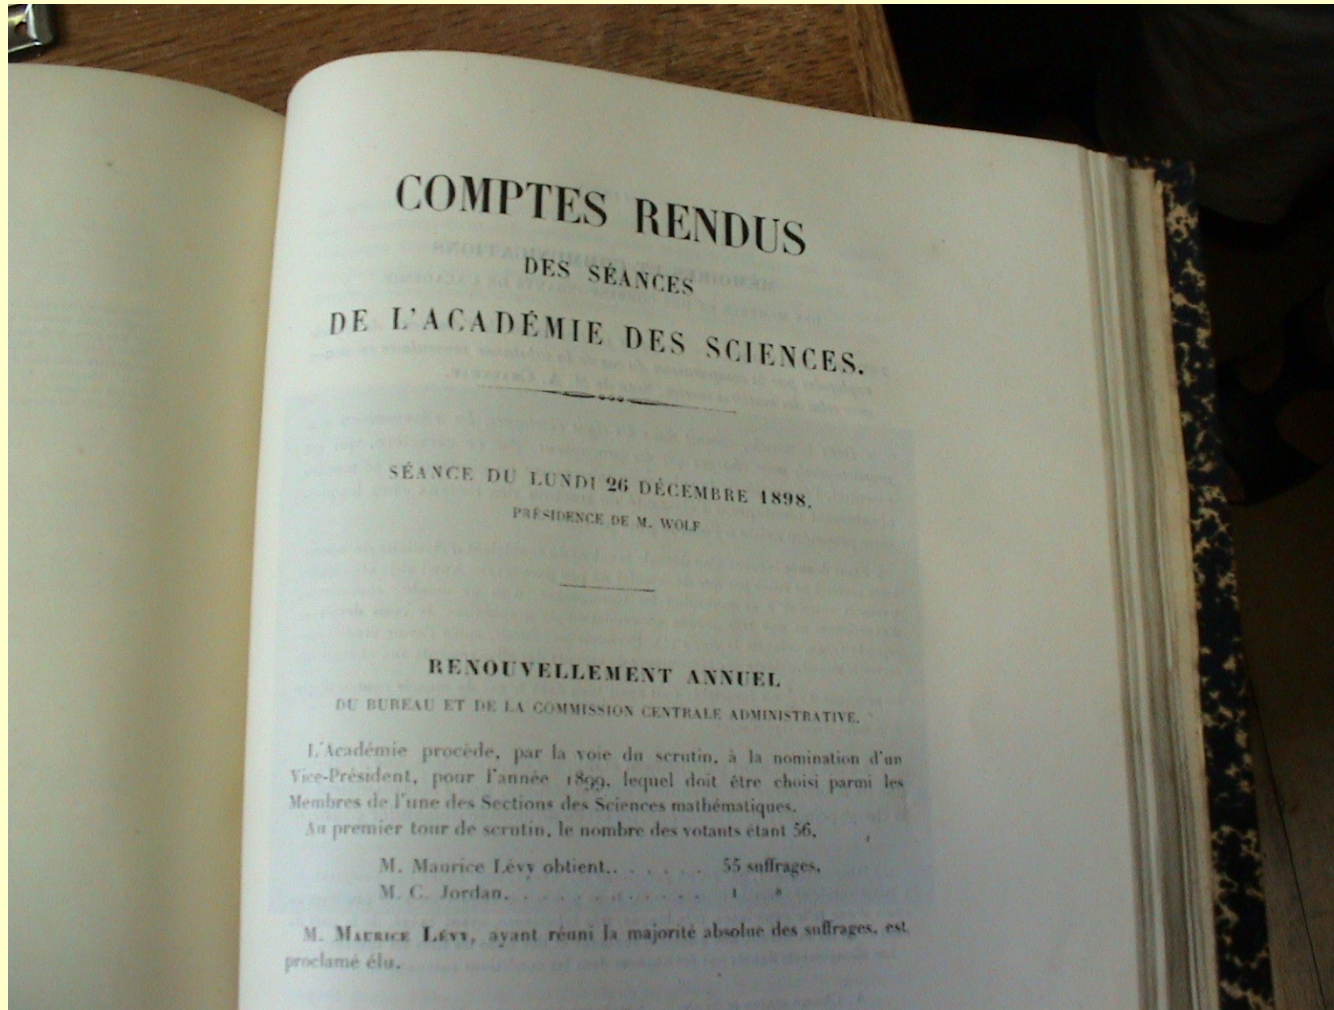 COMPTES RENDUS
DES SÉANCES
DE L'ACADÉMIE DES SCIENCES.
SÉANCE DU LUNDI 26 DÉCEMBRE 1898.
PRÉSIDENCE DE M. WOLF
RENOUVELLEMENT ANNUEL
DU BUREAU ET DE LA COMMISSION CENTRALE ADMINISTRATIVE.
L'Académie procède, par la voie du scrutin, à la nomination d'un
Vice-Président, pour l'année 1899, lequel doit être choisi parmi les
Membres de l'une des Sections des Sciences mathématiques.
Au premier tour de scrutin, le nombre des votants étant 56,
M. Maurice Lévy obtient.. . . . . . 55 suffrages,
M. C. Jordan. . . . . . . . . . . 1 »
M. MAURICE LÉVY, ayant réuni la majorité absolue des suffrages, est
proclamé élu.